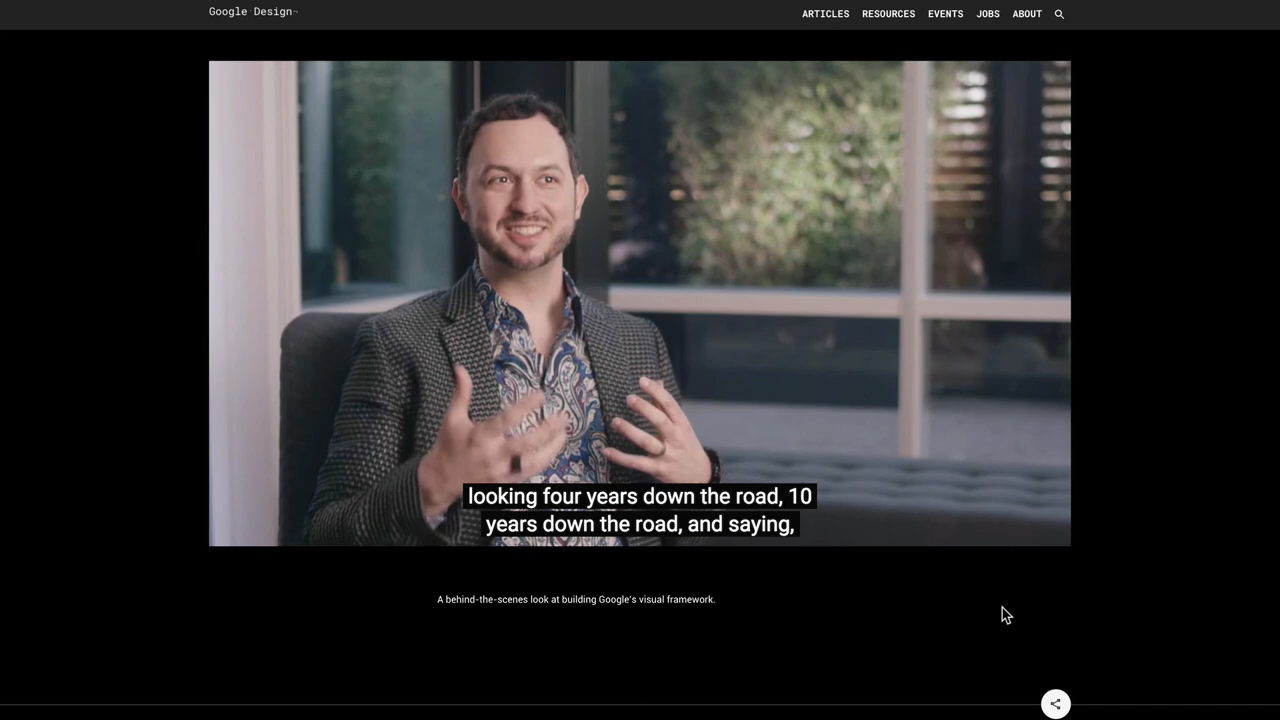 Google Design
ARTICLES RESOURCES EVENTS JOBS ABOUT
looking four years down the road, 10
years down the road, and saying,
A behind-the-scenes look at building Google's visual framework.